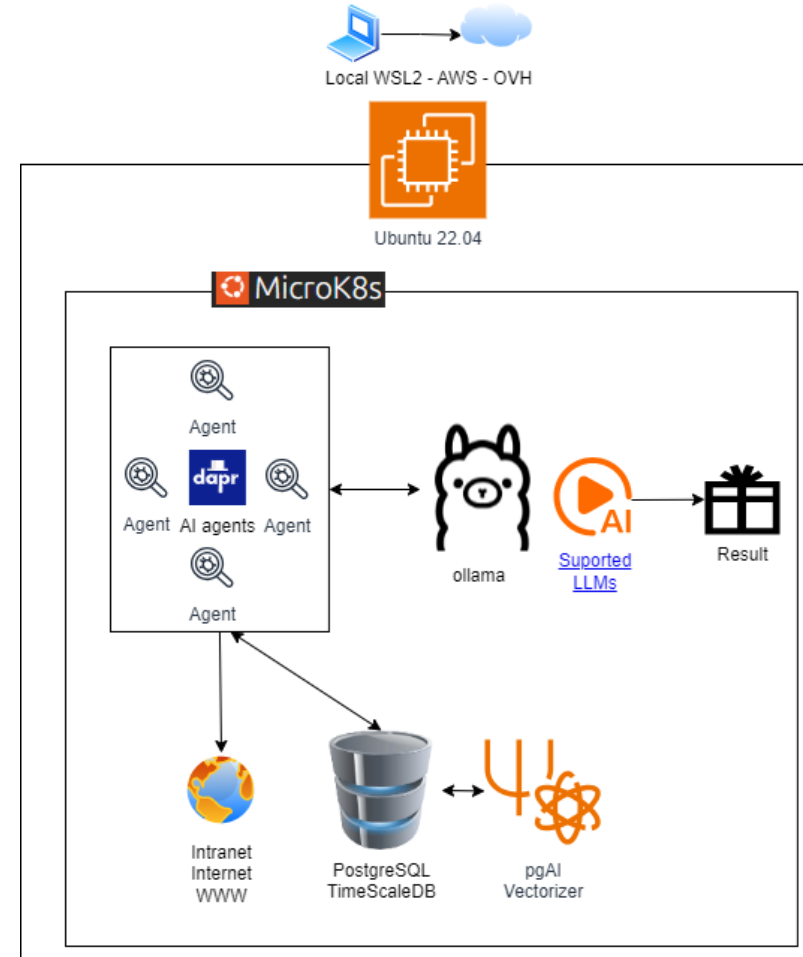 Local WSL2 - AWS - OVH
Ubuntu 22.04
MicroK8s
Agent
dapr
Agent AI agents Agent
Agent
ollama
AI
Suported
LLMs
Result
Intranet
Internet
WWW
PostgreSQL
TimeScaleDB
pgAI
Vectorizer